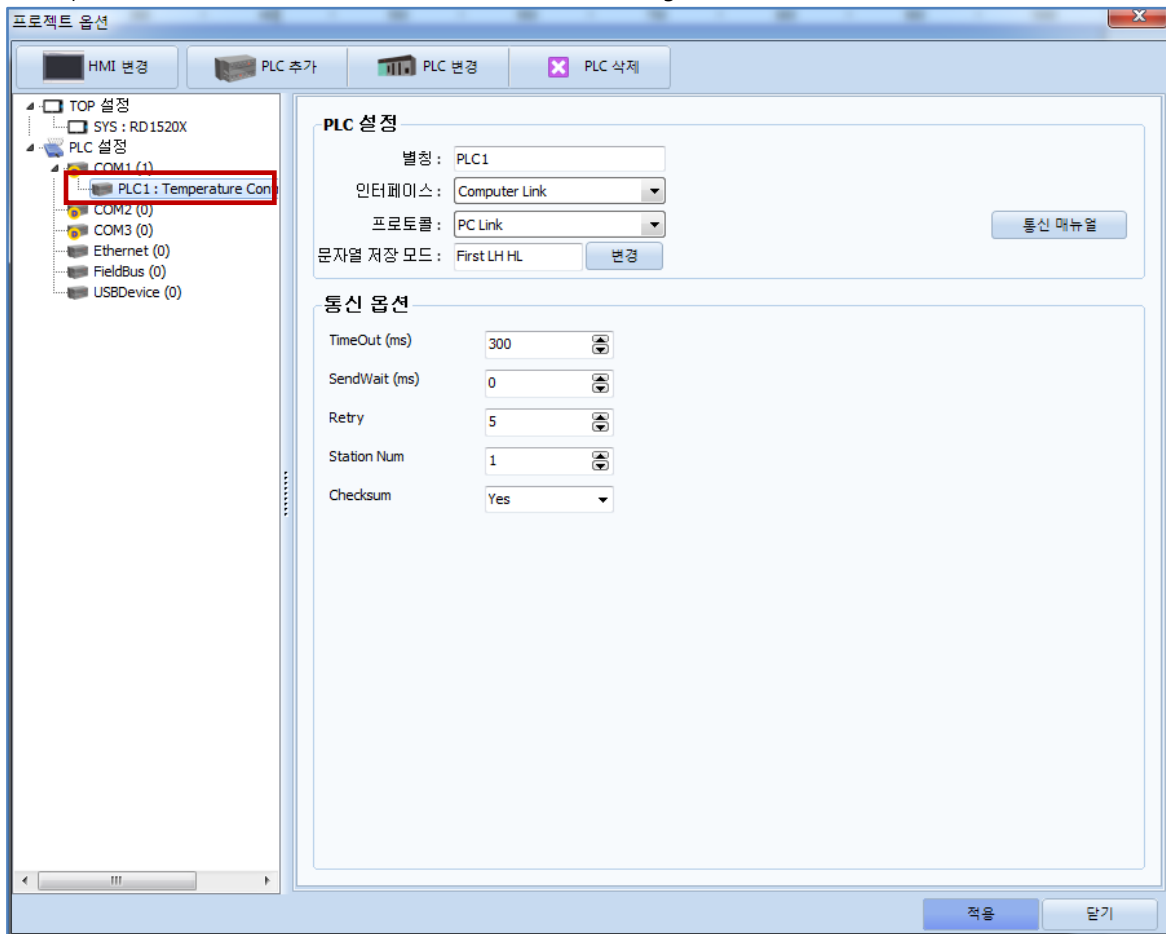 프로젝트 옵션
X
HMI 변경
PLC 추가
PLC 변경
PLC 삭제
TOP 설정
SYS : RD1520X
PLC 설정
COM1 (1)
PLC1 : Temperature Con
COM2 (0)
COM3 (0)
Ethernet (0)
FieldBus (0)
USBDevice (0)
PLC 설정
별칭 : PLC1
인터페이스 : Computer Link
프로토콜 : PC Link
통신 매뉴얼
문자열 저장 모드 : First LH HL 변경
통신 옵션
TimeOut (ms) 300
SendWait (ms) 0
Retry 5
Station Num 1
Checksum Yes
적용
닫기